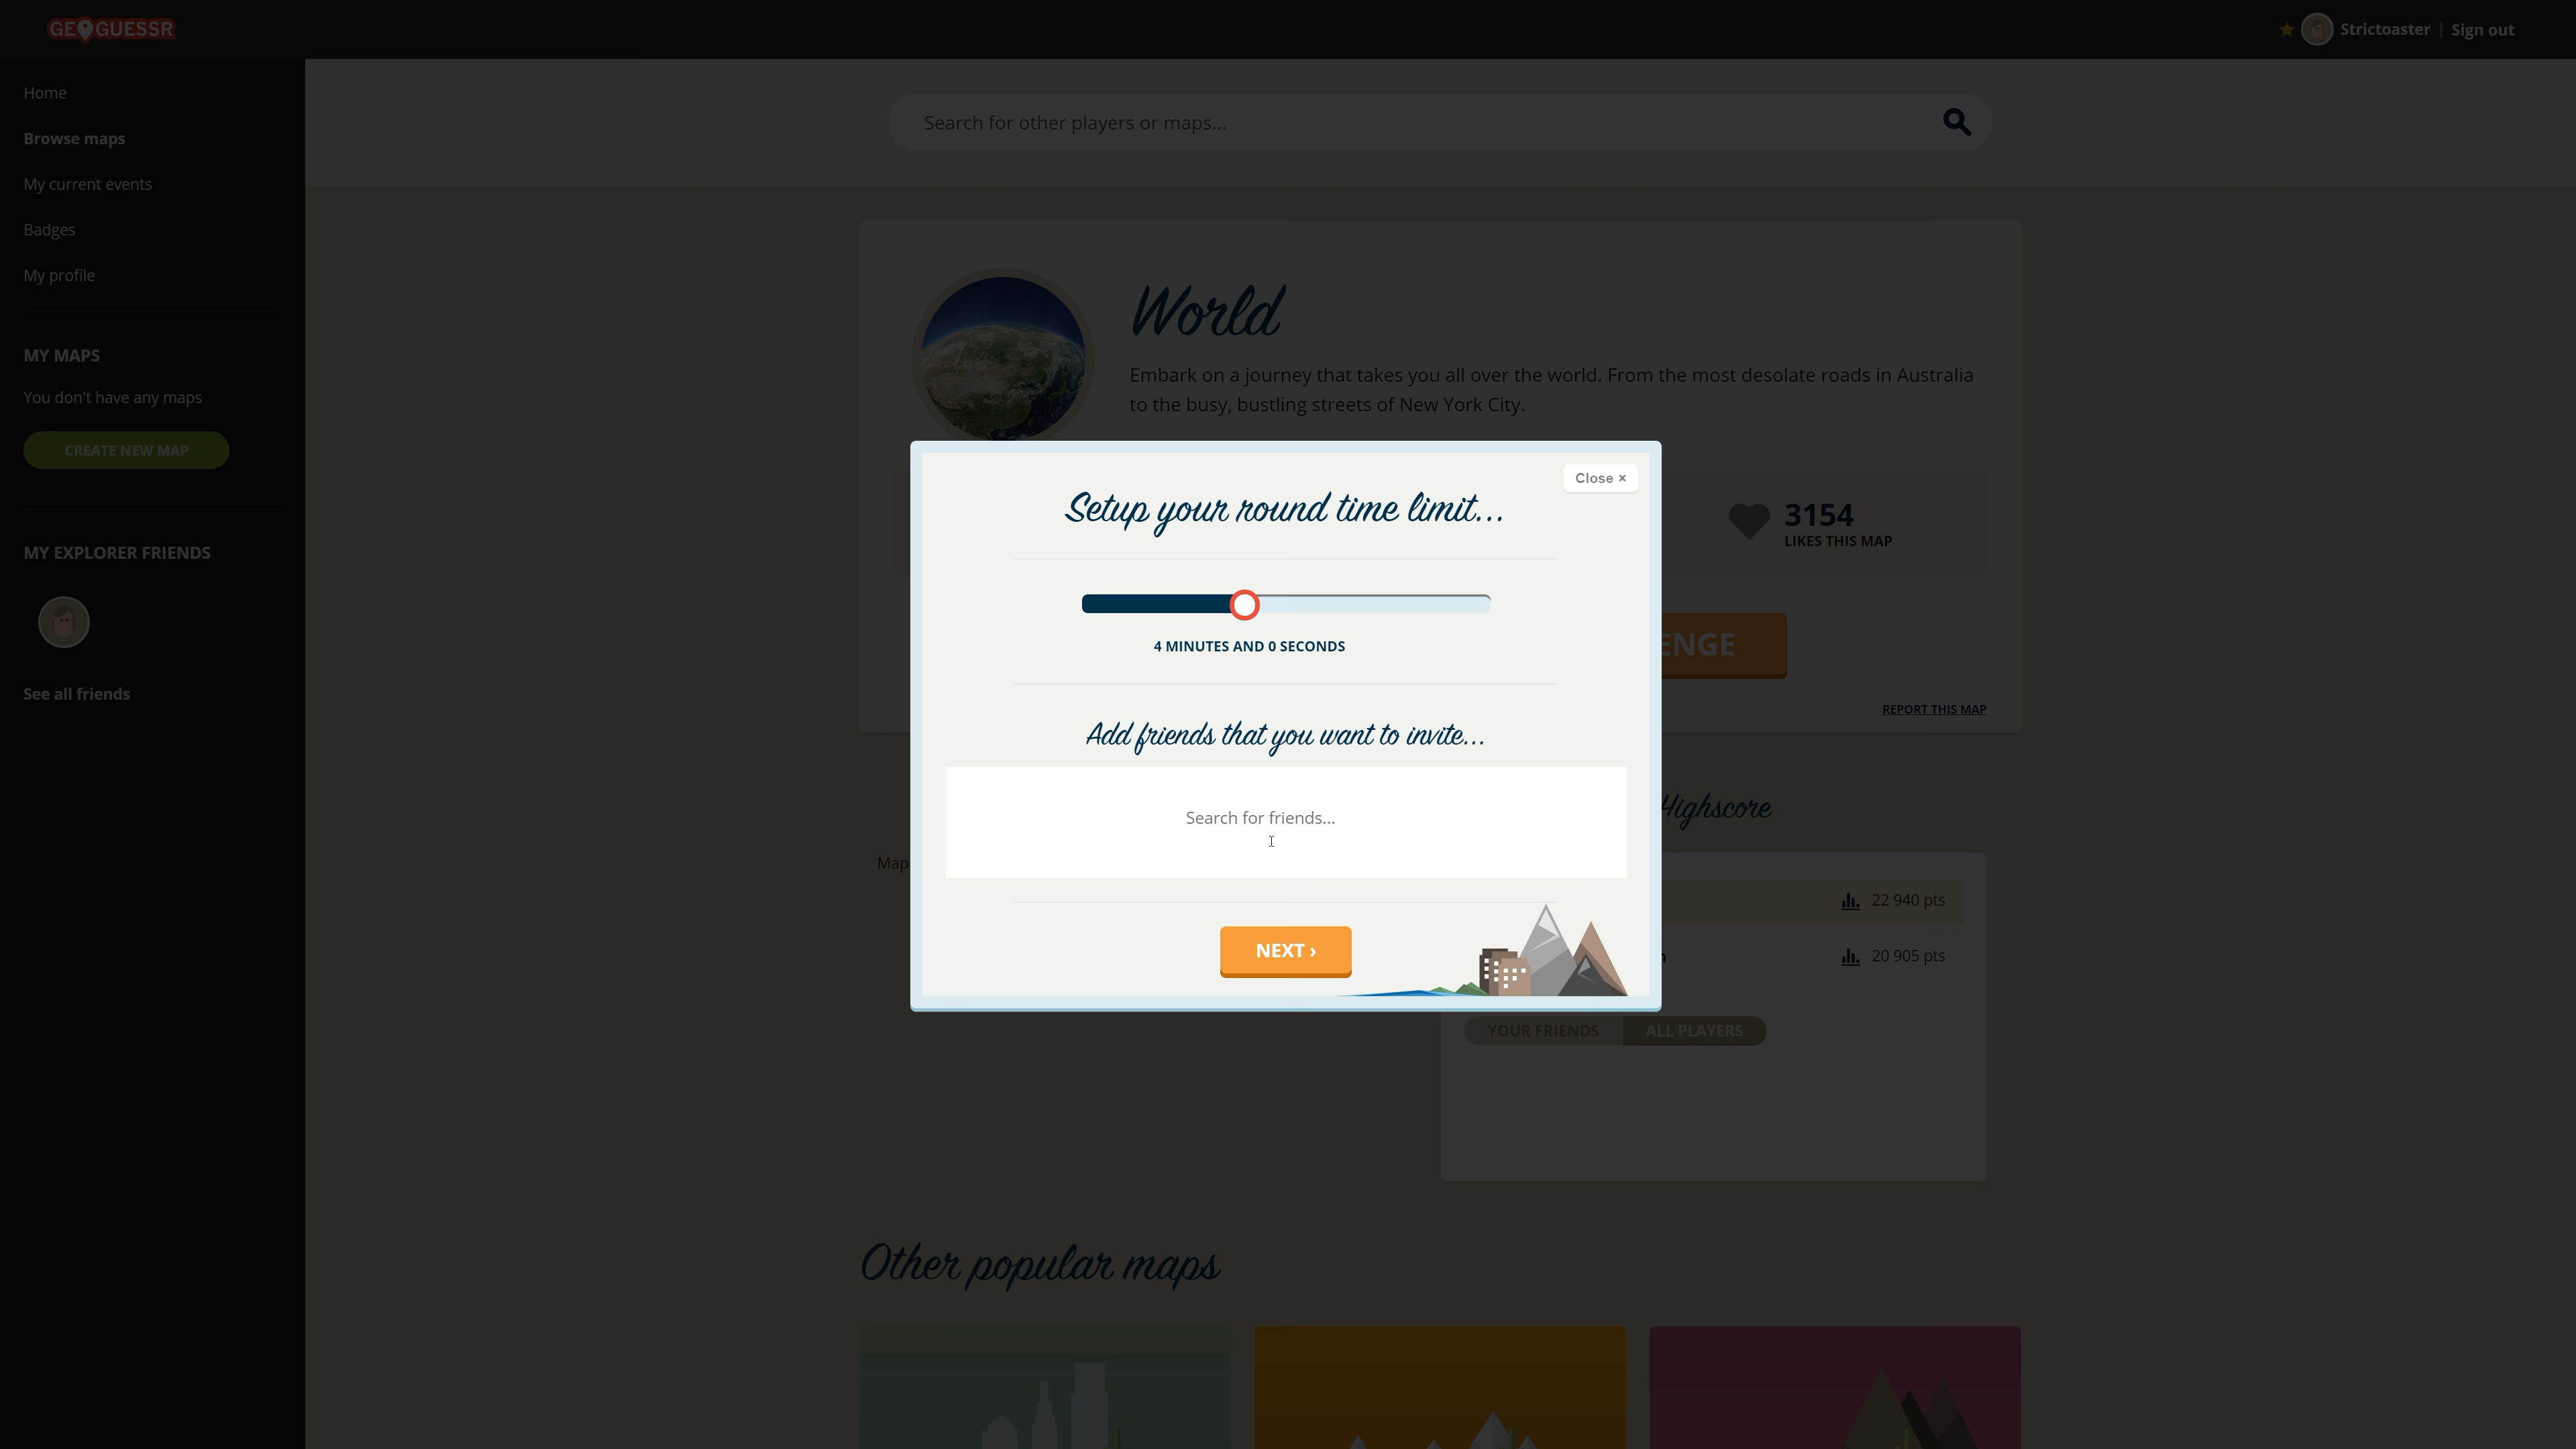 GEOGUESSR
Strictoaster | Sign out
Home
Browse maps
My current events
Badges
My profile
MY MAPS
You don't have any maps
CREATE NEW MAP
MY EXPLORER FRIENDS
See all friends
Search for other players or maps...
World
Embark on a journey that takes you all over the world. From the most desolate roads in Australia
to the busy, bustling streets of New York City.
3154
LIKES THIS MAP
ENGE
REPORT THIS MAP
Close ×
Setup your round time limit...
4 MINUTES AND 0 SECONDS
Add friends that you want to invite...
Search for friends...
NEXT ›
Map
Highscore
22 940 pts
20 905 pts
YOUR FRIENDS
ALL PLAYERS
Other popular maps